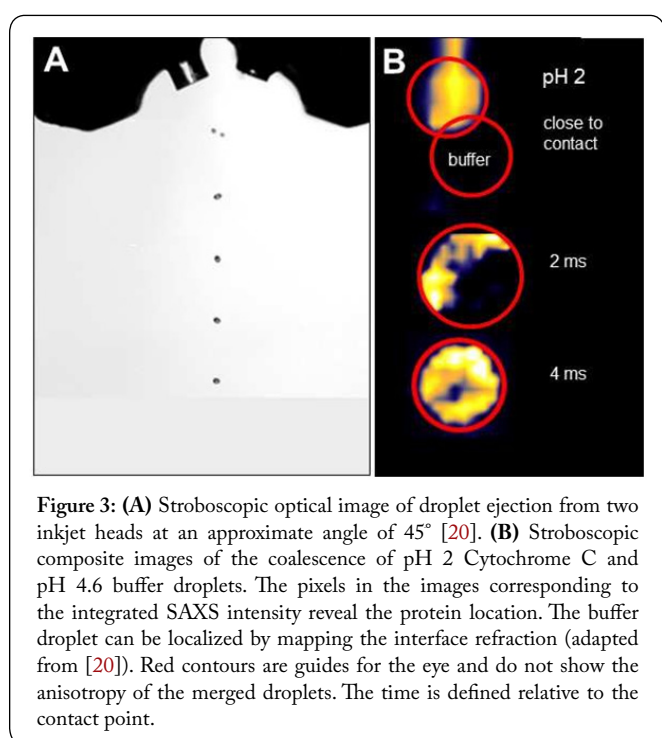 A
B
pH 2
close to
contact
buffer
2 ms
4 ms
Figure 3: (A) Stroboscopic optical image of droplet ejection from two
inkjet heads at an approximate angle of 45° [20]. (B) Stroboscopic
composite images of the coalescence of pH 2 Cytochrome C and
pH 4.6 buffer droplets. The pixels in the images corresponding to
the integrated SAXS intensity reveal the protein location. The buffer
droplet can be localized by mapping the interface refraction (adapted
from [20]). Red contours are guides for the eye and do not show the
anisotropy of the merged droplets. The time is defined relative to the
contact point.